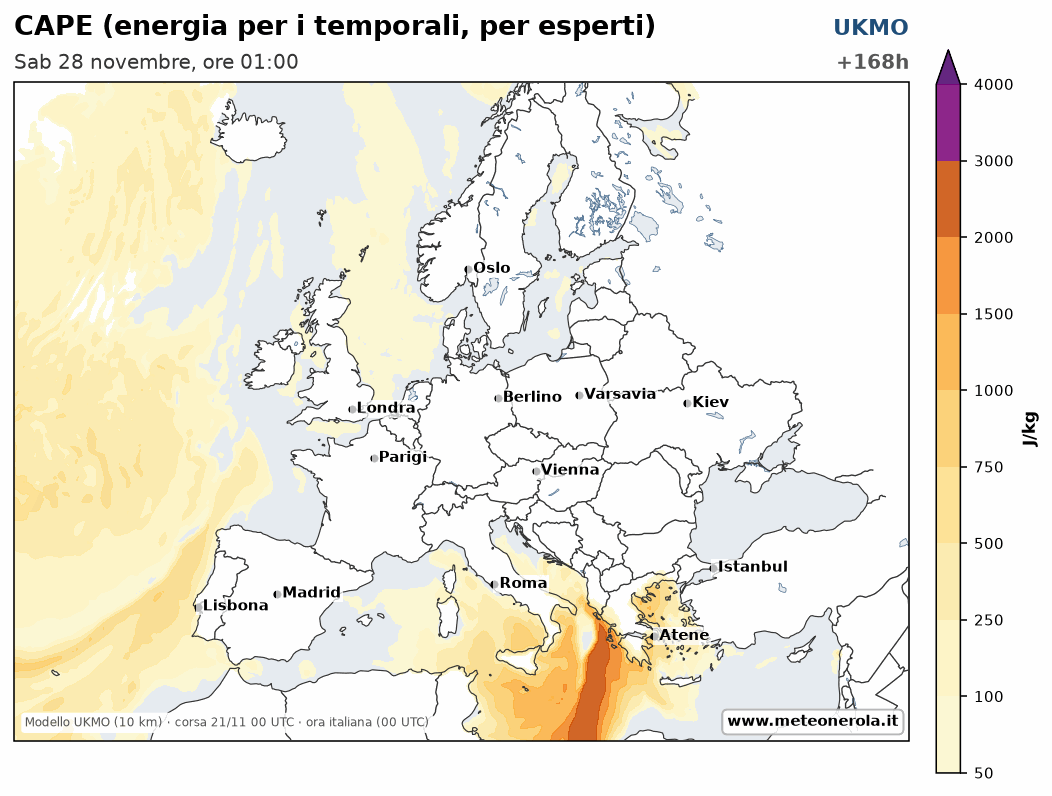 CAPE (energia per i temporali, per esperti)
UKMO
Sab 28 novembre, ore 01:00
+168h
4000
3000
2000
1500
1000
750
500
250
100
50
J/kg
Oslo
Londra
Berlino
Varsavia
Kiev
Parigi
Vienna
Istanbul
Roma
Madrid
Lisbona
Atene
Modello UKMO (10 km) · corsa 21/11 00 UTC · ora italiana (00 UTC)
www.meteonerola.it